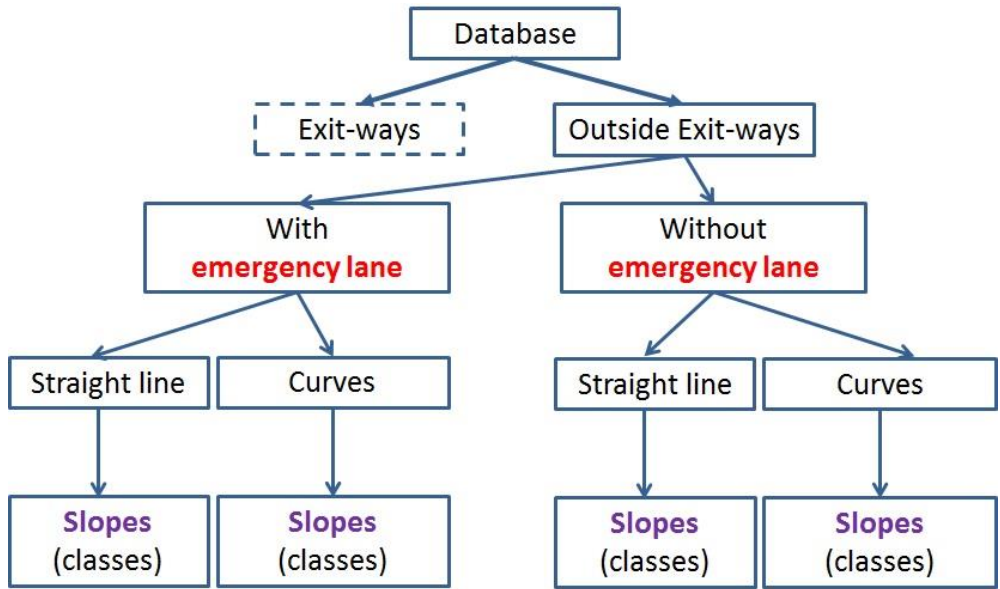 Database
Exit-ways
Outside Exit-ways
With
emergency lane
Without
emergency lane
Straight line
Curves
Straight line
Curves
Slopes
(classes)
Slopes
(classes)
Slopes
(classes)
Slopes
(classes)